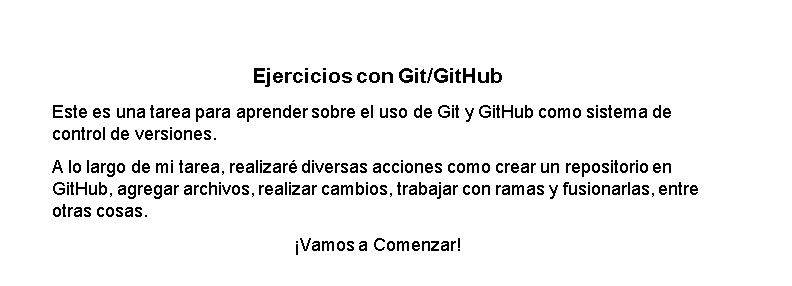 Ejercicios con Git/GitHub
Este es una tarea para aprender sobre el uso de Git y GitHub como sistema de
control de versiones.
A lo largo de mi tarea, realizaré diversas acciones como crear un repositorio en
GitHub, agregar archivos, realizar cambios, trabajar con ramas y fusionarlas, entre
otras cosas.
¡Vamos a Comenzar!